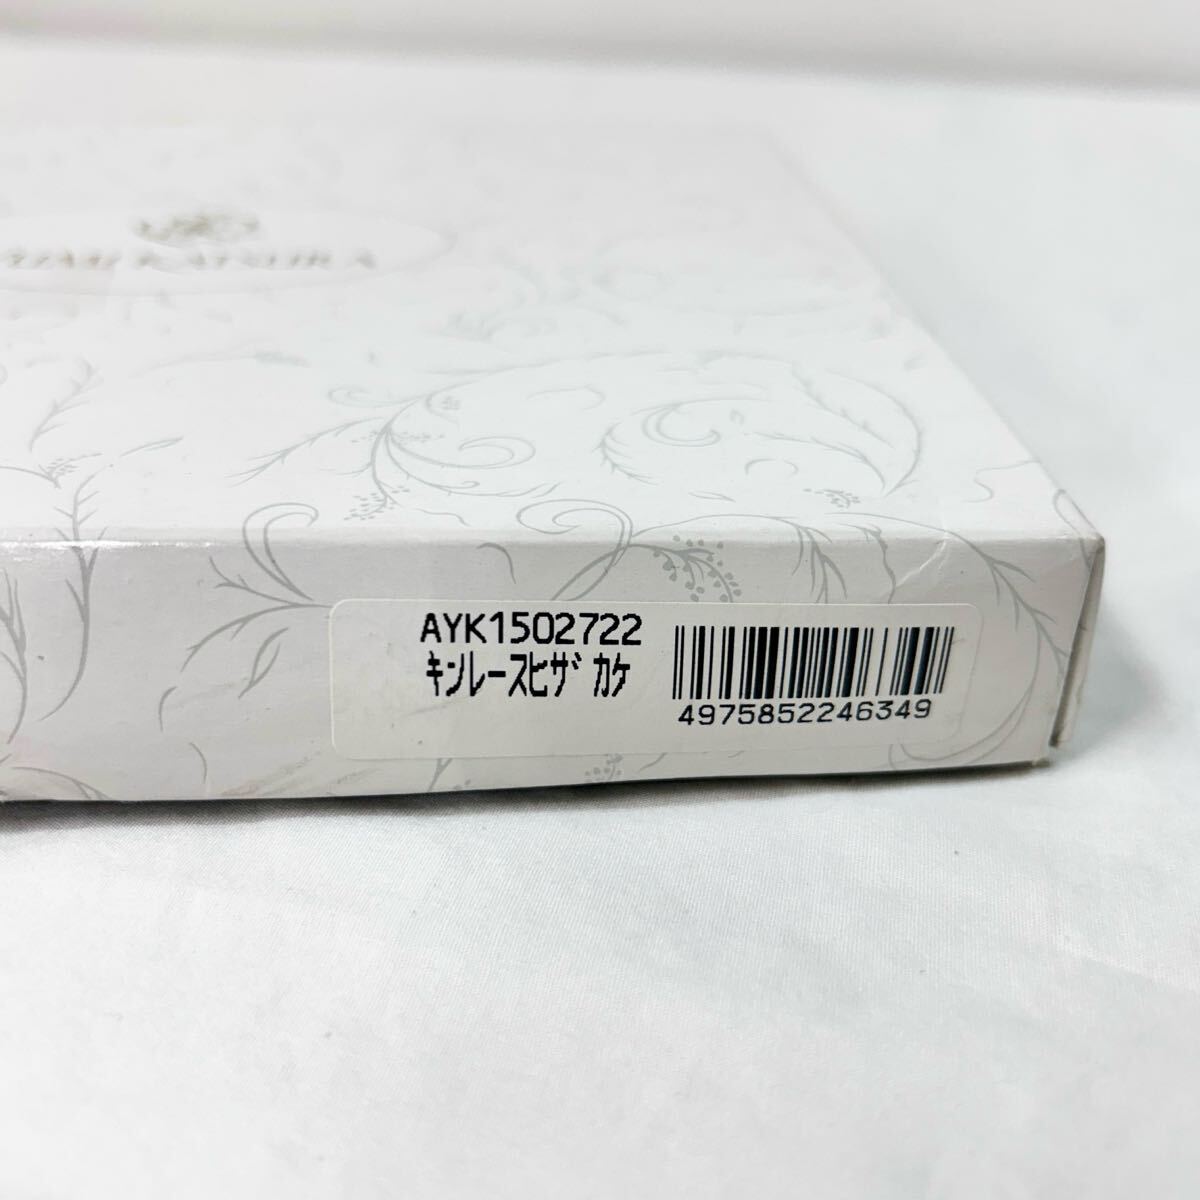 AYK1502722
ｷﾝﾚｰｽﾋｻﾞｶｹ
4975852246349